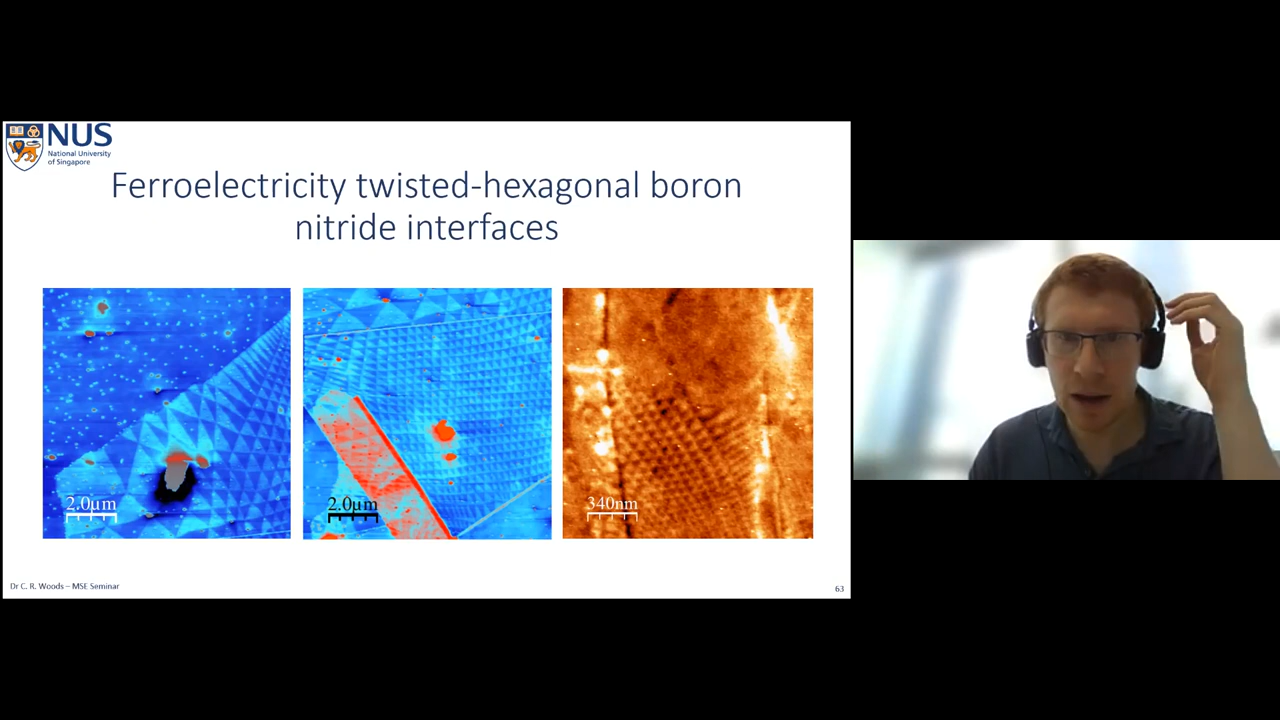 NUS
National University
of Singapore
Ferroelectricity twisted-hexagonal boron
nitride interfaces
2.0µm
2.0µm
340nm
Dr C. R. Woods – MSE Seminar
63